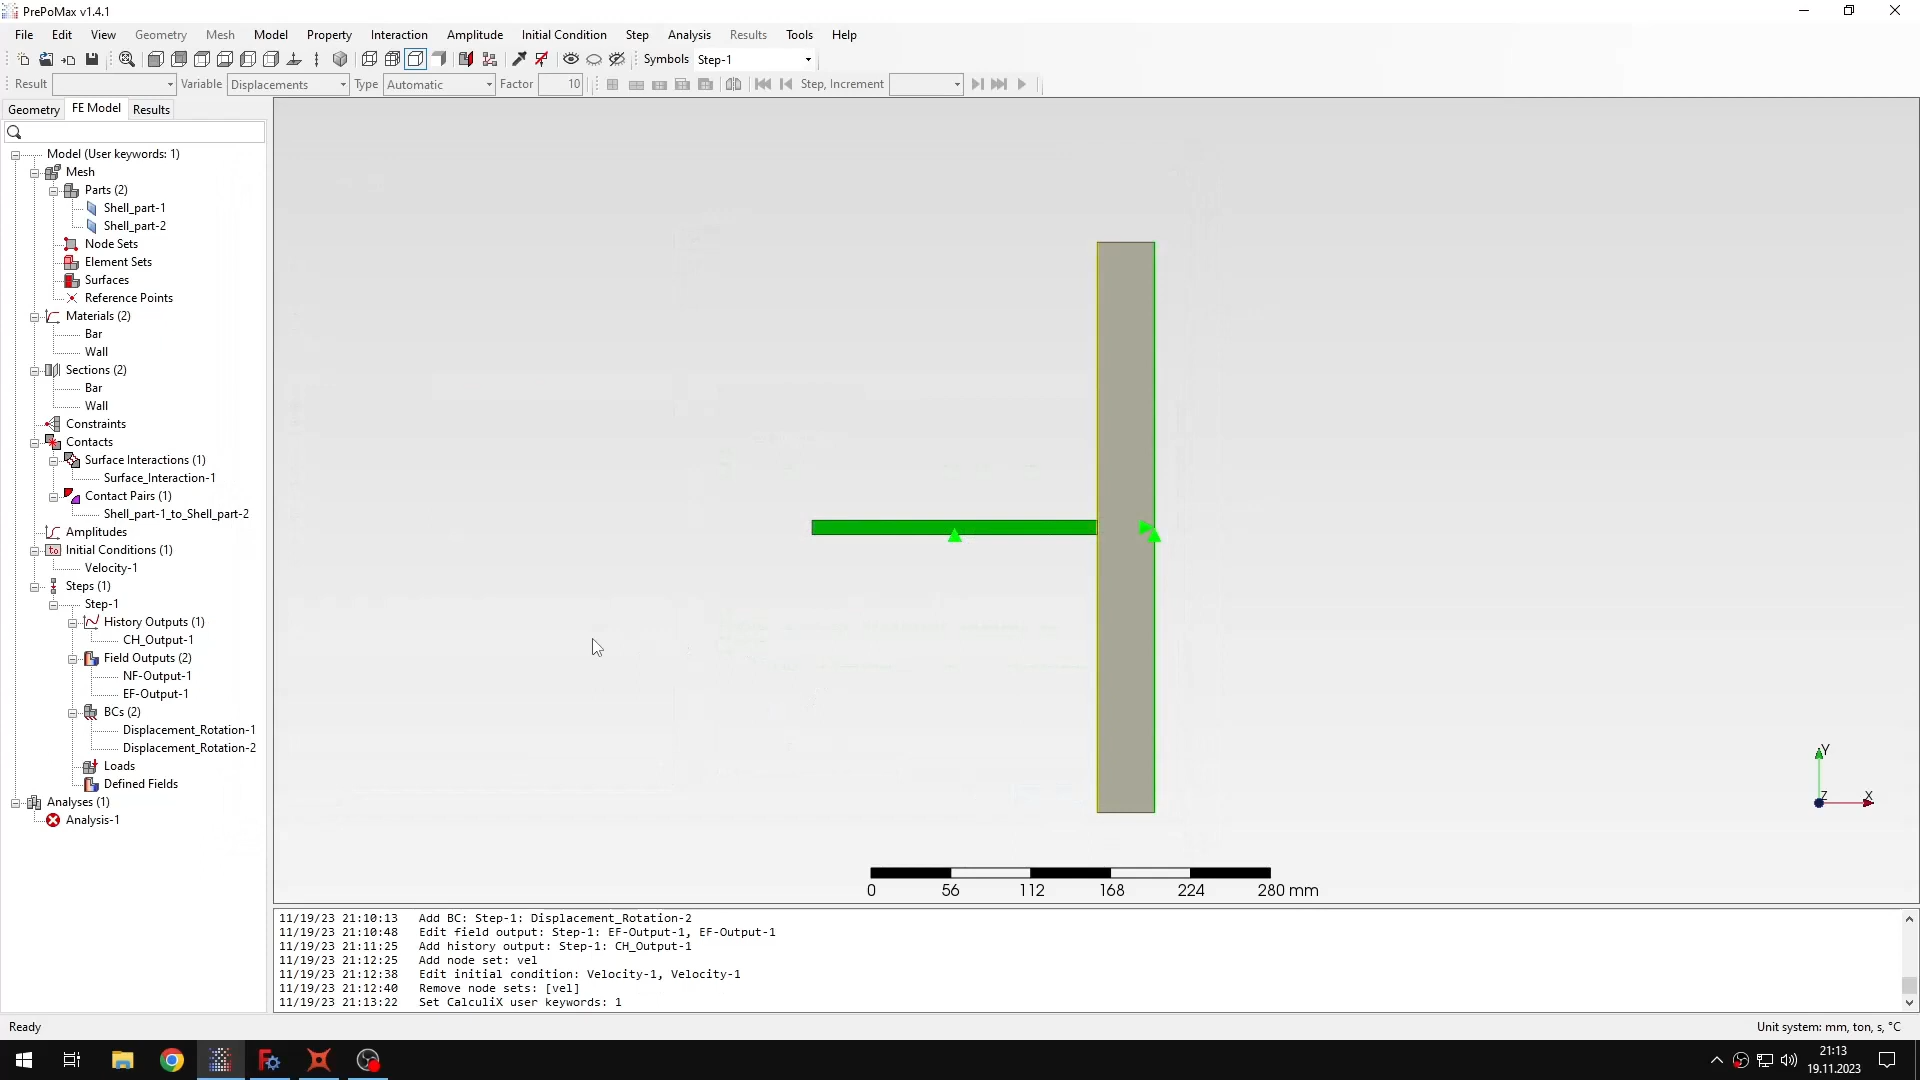 PrePoMax v1.4.1
File Edit View Geometry Mesh Model Property Interaction Amplitude Initial Condition Step Analysis Results Tools Help
Symbols Step-1
Result Variable Displacements Type Automatic Factor 10 Step, Increment
Geometry FE Model Results
Model (User keywords: 1)
Mesh
Parts (2)
Shell_part-1
Shell_part-2
Node Sets
Element Sets
Surfaces
Reference Points
Materials (2)
Bar
Wall
Sections (2)
Bar
Wall
Constraints
Contacts
Surface Interactions (1)
Surface_Interaction-1
Contact Pairs (1)
Shell_part-1_to_Shell_part-2
Amplitudes
Initial Conditions (1)
Velocity-1
Steps (1)
Step-1
History Outputs (1)
CH_Output-1
Field Outputs (2)
NF-Output-1
EF-Output-1
BCs (2)
Displacement_Rotation-1
Displacement_Rotation-2
Loads
Defined Fields
Analyses (1)
Analysis-1
Y
Z X
0 56 112 168 224 280 mm
11/19/23 21:10:13 Add BC: Step-1: Displacement_Rotation-2
11/19/23 21:10:48 Edit field output: Step-1: EF-Output-1, EF-Output-1
11/19/23 21:11:25 Add history output: Step-1: CH_Output-1
11/19/23 21:12:25 Add node set: vel
11/19/23 21:12:38 Edit initial condition: Velocity-1, Velocity-1
11/19/23 21:12:40 Remove node sets: [vel]
11/19/23 21:13:22 Set CalculiX user keywords: 1
Ready Unit system: mm, ton, s, °C
21:13
19.11.2023